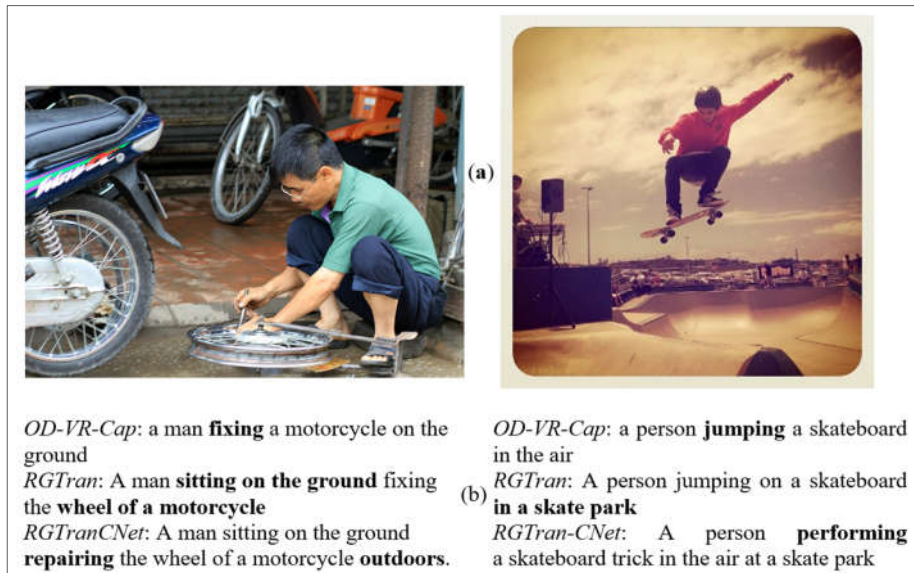 (a)
OD-VR-Cap: a man fixing a motorcycle on the
ground
RGTran: A man sitting on the ground fixing
the wheel of a motorcycle
RGTranCNet: A man sitting on the ground
repairing the wheel of a motorcycle outdoors.
(b)
OD-VR-Cap: a person jumping a skateboard
in the air
RGTran: A person jumping on a skateboard
in a skate park
RGTran-CNet: A person performing
a skateboard trick in the air at a skate park